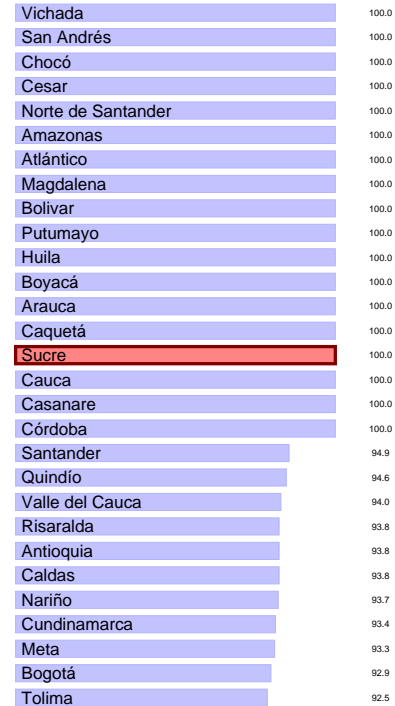 Vichada 100.0
San Andrés 100.0
Chocó 100.0
Cesar 100.0
Norte de Santander 100.0
Amazonas 100.0
Atlántico 100.0
Magdalena 100.0
Bolivar 100.0
Putumayo 100.0
Huila 100.0
Boyacá 100.0
Arauca 100.0
Caquetá 100.0
Sucre 100.0
Cauca 100.0
Casanare 100.0
Córdoba 100.0
Santander 94.9
Quindío 94.6
Valle del Cauca 94.0
Risaralda 93.8
Antioquia 93.8
Caldas 93.8
Nariño 93.7
Cundinamarca 93.4
Meta 93.3
Bogotá 92.9
Tolima 92.5